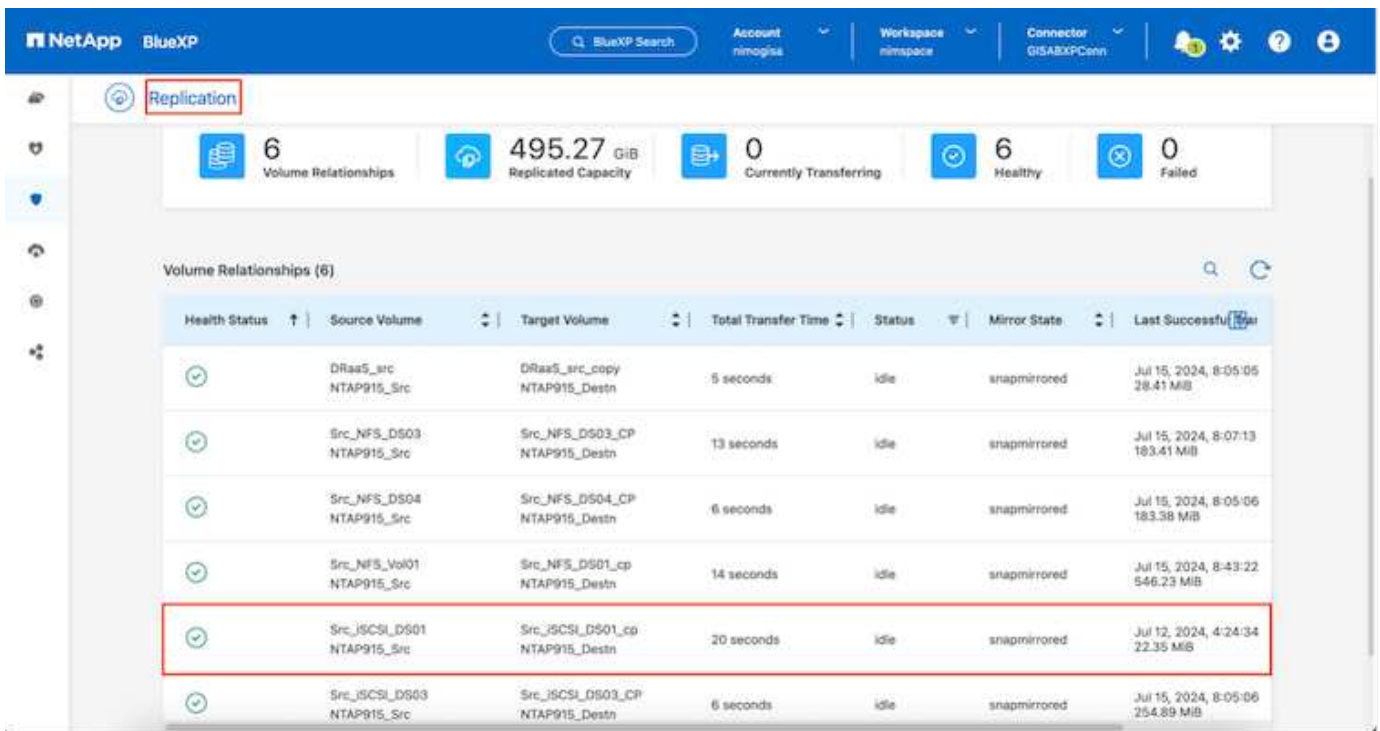 NetApp BlueXP
BlueXP Search
Account
nimogisa
Workspace
nimspace
Connector
GISABXPConn
1
Replication
6
Volume Relationships
495.27 GiB
Replicated Capacity
0
Currently Transferring
6
Healthy
0
Failed
Volume Relationships (6)
Health Status Source Volume Target Volume Total Transfer Time Status Mirror State Last Successful
DRaaS_src DRaaS_src_copy 5 seconds idle snapmirrored Jul 15, 2024, 8:05:05
NTAP915_Src NTAP915_Destn 28.41 MiB
Src_NFS_DS03 Src_NFS_DS03_CP 13 seconds idle snapmirrored Jul 15, 2024, 8:07:13
NTAP915_Src NTAP915_Destn 183.41 MiB
Src_NFS_DS04 Src_NFS_DS04_CP 6 seconds idle snapmirrored Jul 15, 2024, 8:05:06
NTAP915_Src NTAP915_Destn 183.38 MiB
Src_NFS_Vol01 Src_NFS_DS01_cp 14 seconds idle snapmirrored Jul 15, 2024, 8:43:22
NTAP915_Src NTAP915_Destn 546.23 MiB
Src_iSCSI_DS01 Src_iSCSI_DS01_cp 20 seconds idle snapmirrored Jul 12, 2024, 4:24:34
NTAP915_Src NTAP915_Destn 22.35 MiB
Src_iSCSI_DS03 Src_iSCSI_DS03_CP 6 seconds idle snapmirrored Jul 15, 2024, 8:05:06
NTAP915_Src NTAP915_Destn 254.89 MiB